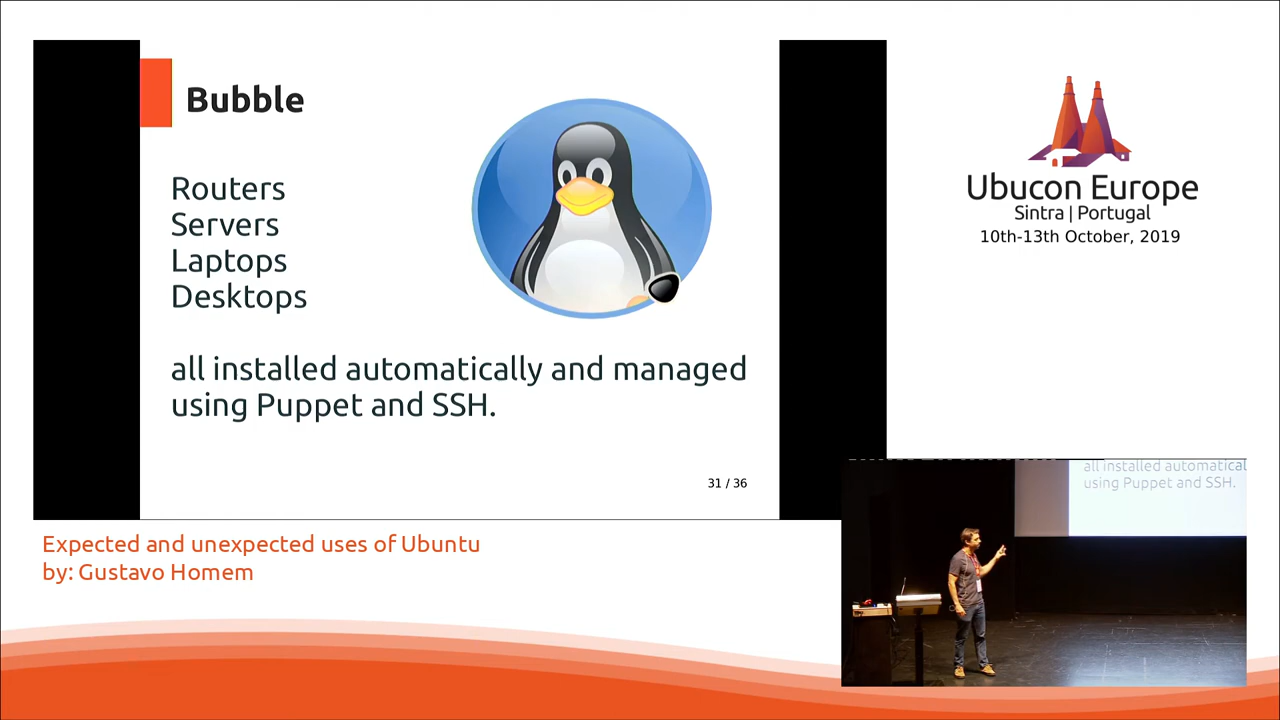 Bubble
Routers
Servers
Laptops
Desktops
all installed automatically and managed
using Puppet and SSH.
31 / 36
Ubucon Europe
Sintra | Portugal
10th-13th October, 2019
all installed automatical
using Puppet and SSH.
Expected and unexpected uses of Ubuntu
by: Gustavo Homem